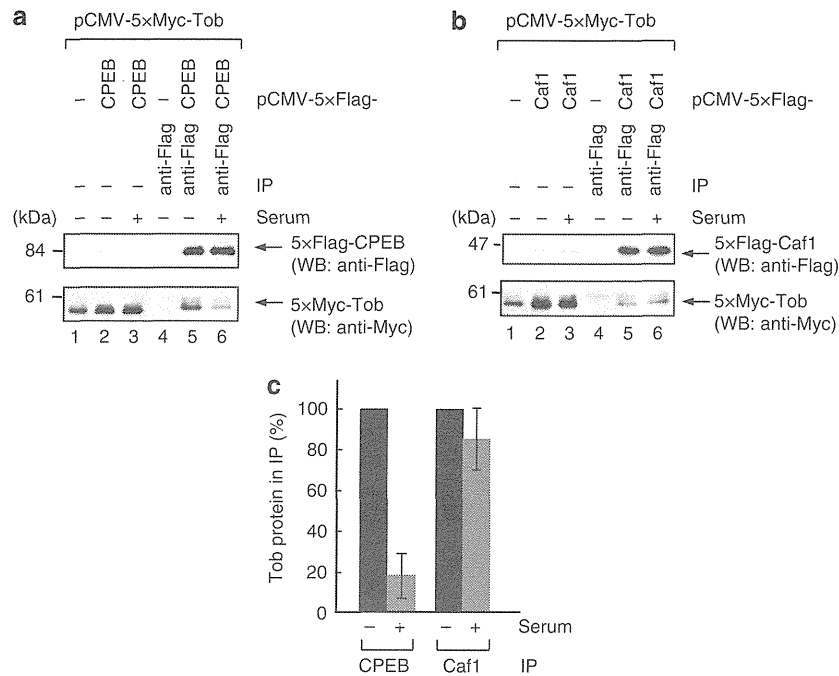 a
pCMV-5×Myc-Tob
– CPEB CPEB – CPEB CPEB pCMV-5×Flag-
– – – anti-Flag anti-Flag anti-Flag IP
(kDa) – – + – – + Serum
84 5×Flag-CPEB
(WB: anti-Flag)
61 5×Myc-Tob
(WB: anti-Myc)
1 2 3 4 5 6
b
pCMV-5×Myc-Tob
– Caf1 Caf1 – Caf1 Caf1 pCMV-5×Flag-
– – – anti-Flag anti-Flag anti-Flag IP
(kDa) – – + – – + Serum
47 5×Flag-Caf1
(WB: anti-Flag)
61 5×Myc-Tob
(WB: anti-Myc)
1 2 3 4 5 6
c
Tob protein in IP (%)
100
80
60
40
20
0
– + – + Serum
CPEB Caf1 IP